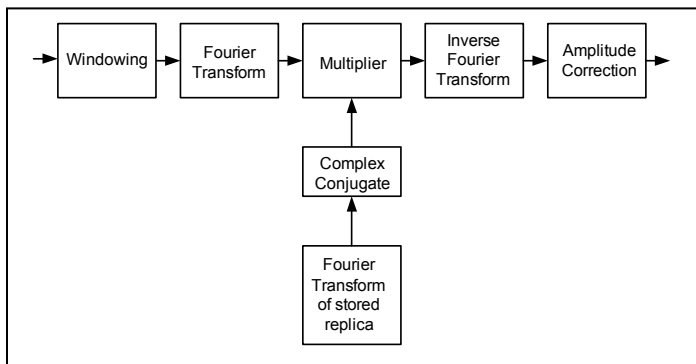 Windowing
Fourier
Transform
Multiplier
Inverse
Fourier
Transform
Amplitude
Correction
Complex
Conjugate
Fourier
Transform
of stored
replica